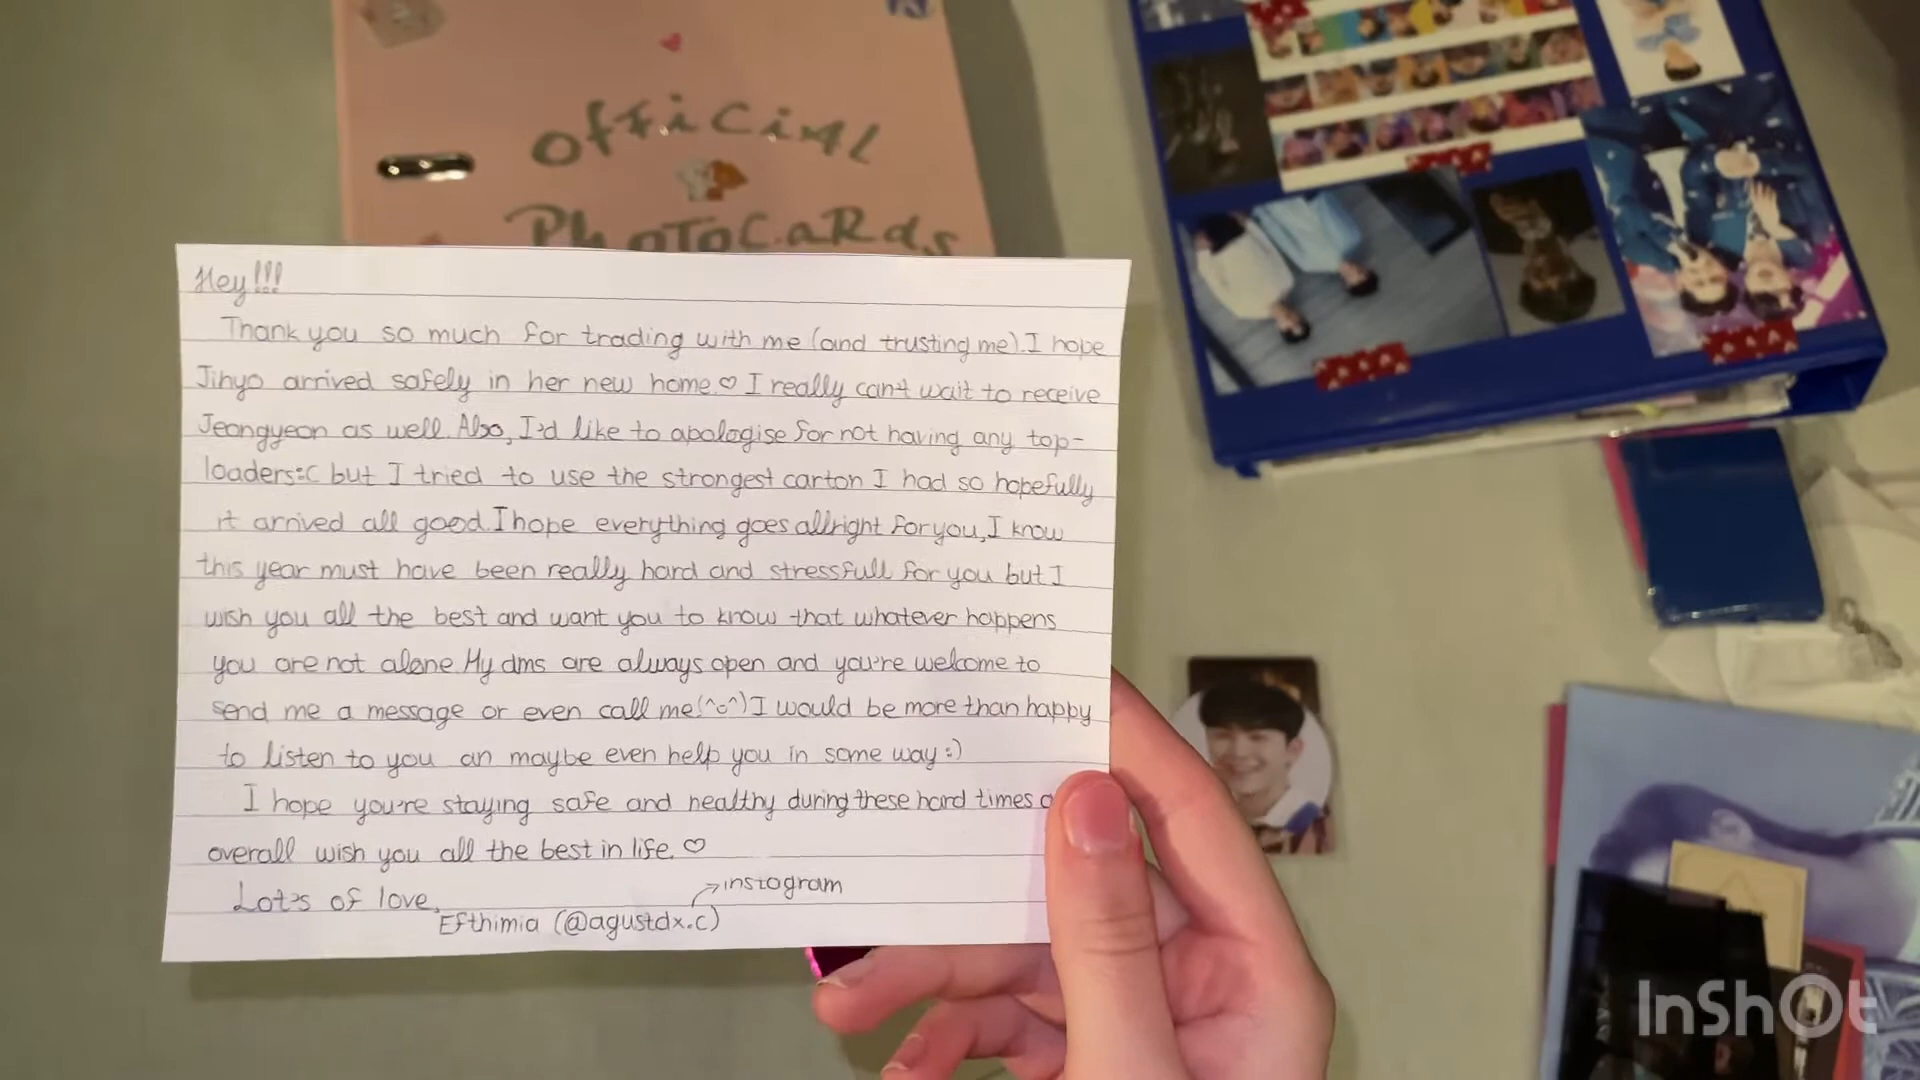 Official
Photocards
Hey!!!
Thank you so much for trading with me (and trusting me). I hope
Jihyo arrived safely in her new home ♡ I really can't wait to receive
Jeongyeon as well. Also, I'd like to apologise for not having any top-
loaders:( but I tried to use the strongest carton I had so hopefully
it arrived all good. I hope everything goes allright for you, I know
this year must have been really hard and stressfull for you but I
wish you all the best and want you to know that whatever happens
you are not alone. My dms are always open and you're welcome to
send me a message or even call me!(^o^) I would be more than happy
to listen to you an maybe even help you in some way :)
I hope you're staying safe and healthy during these hard times
overall wish you all the best in life. ♡
Lot's of love,
→instagram
Efthimia (@agustdx.c)
InShOt